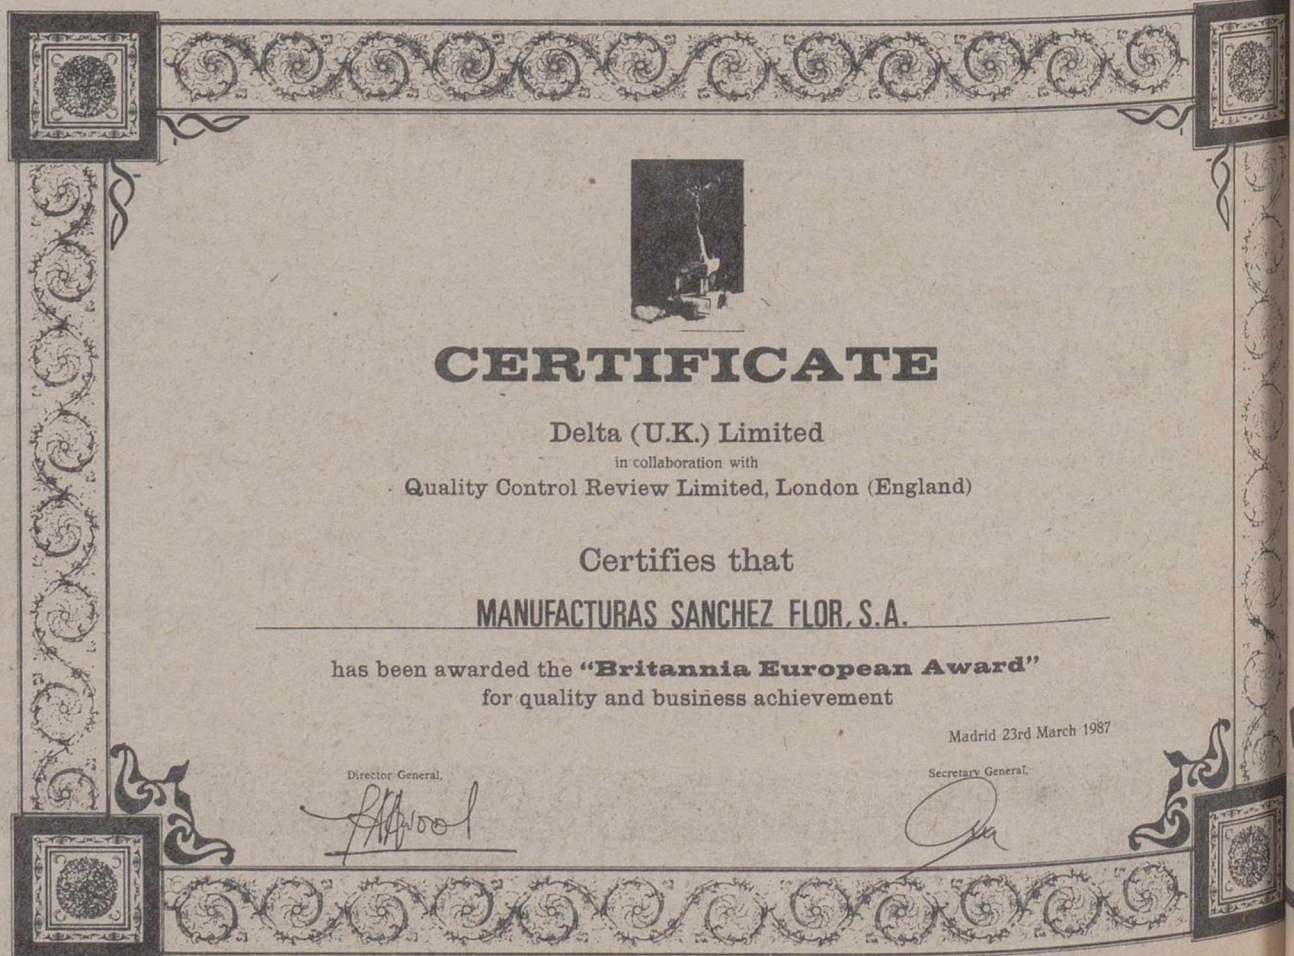 CERTIFICATE
Delta (U.K.) Limited
in collaboration with
Quality Control Review Limited, London (England)
Certifies that
MANUFACTURAS SANCHEZ FLOR, S.A.
has been awarded the “Britannia European Award”
for quality and business achievement
Madrid 23rd March 1987
Director General,
Secretary General,